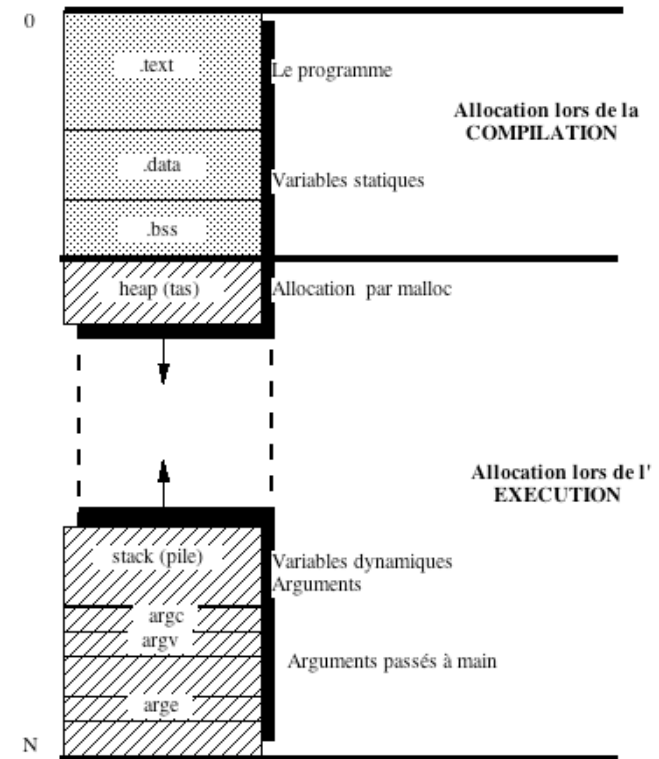 0
.text
Le programme
Allocation lors de la
COMPILATION
.data
Variables statiques
.bss
heap (tas)
Allocation par malloc
Allocation lors de l'
EXECUTION
stack (pile)
Variables dynamiques
Arguments
argc
argv
Arguments passés à main
arge
N